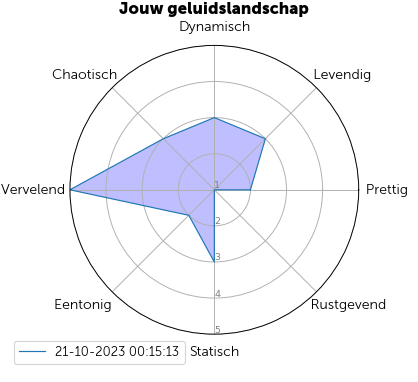 Jouw geluidslandschap
Dynamisch
Chaotisch
Levendig
Vervelend
Prettig
1
2
3
4
5
Eentonig
Rustgevend
Statisch
21-10-2023 00:15:13